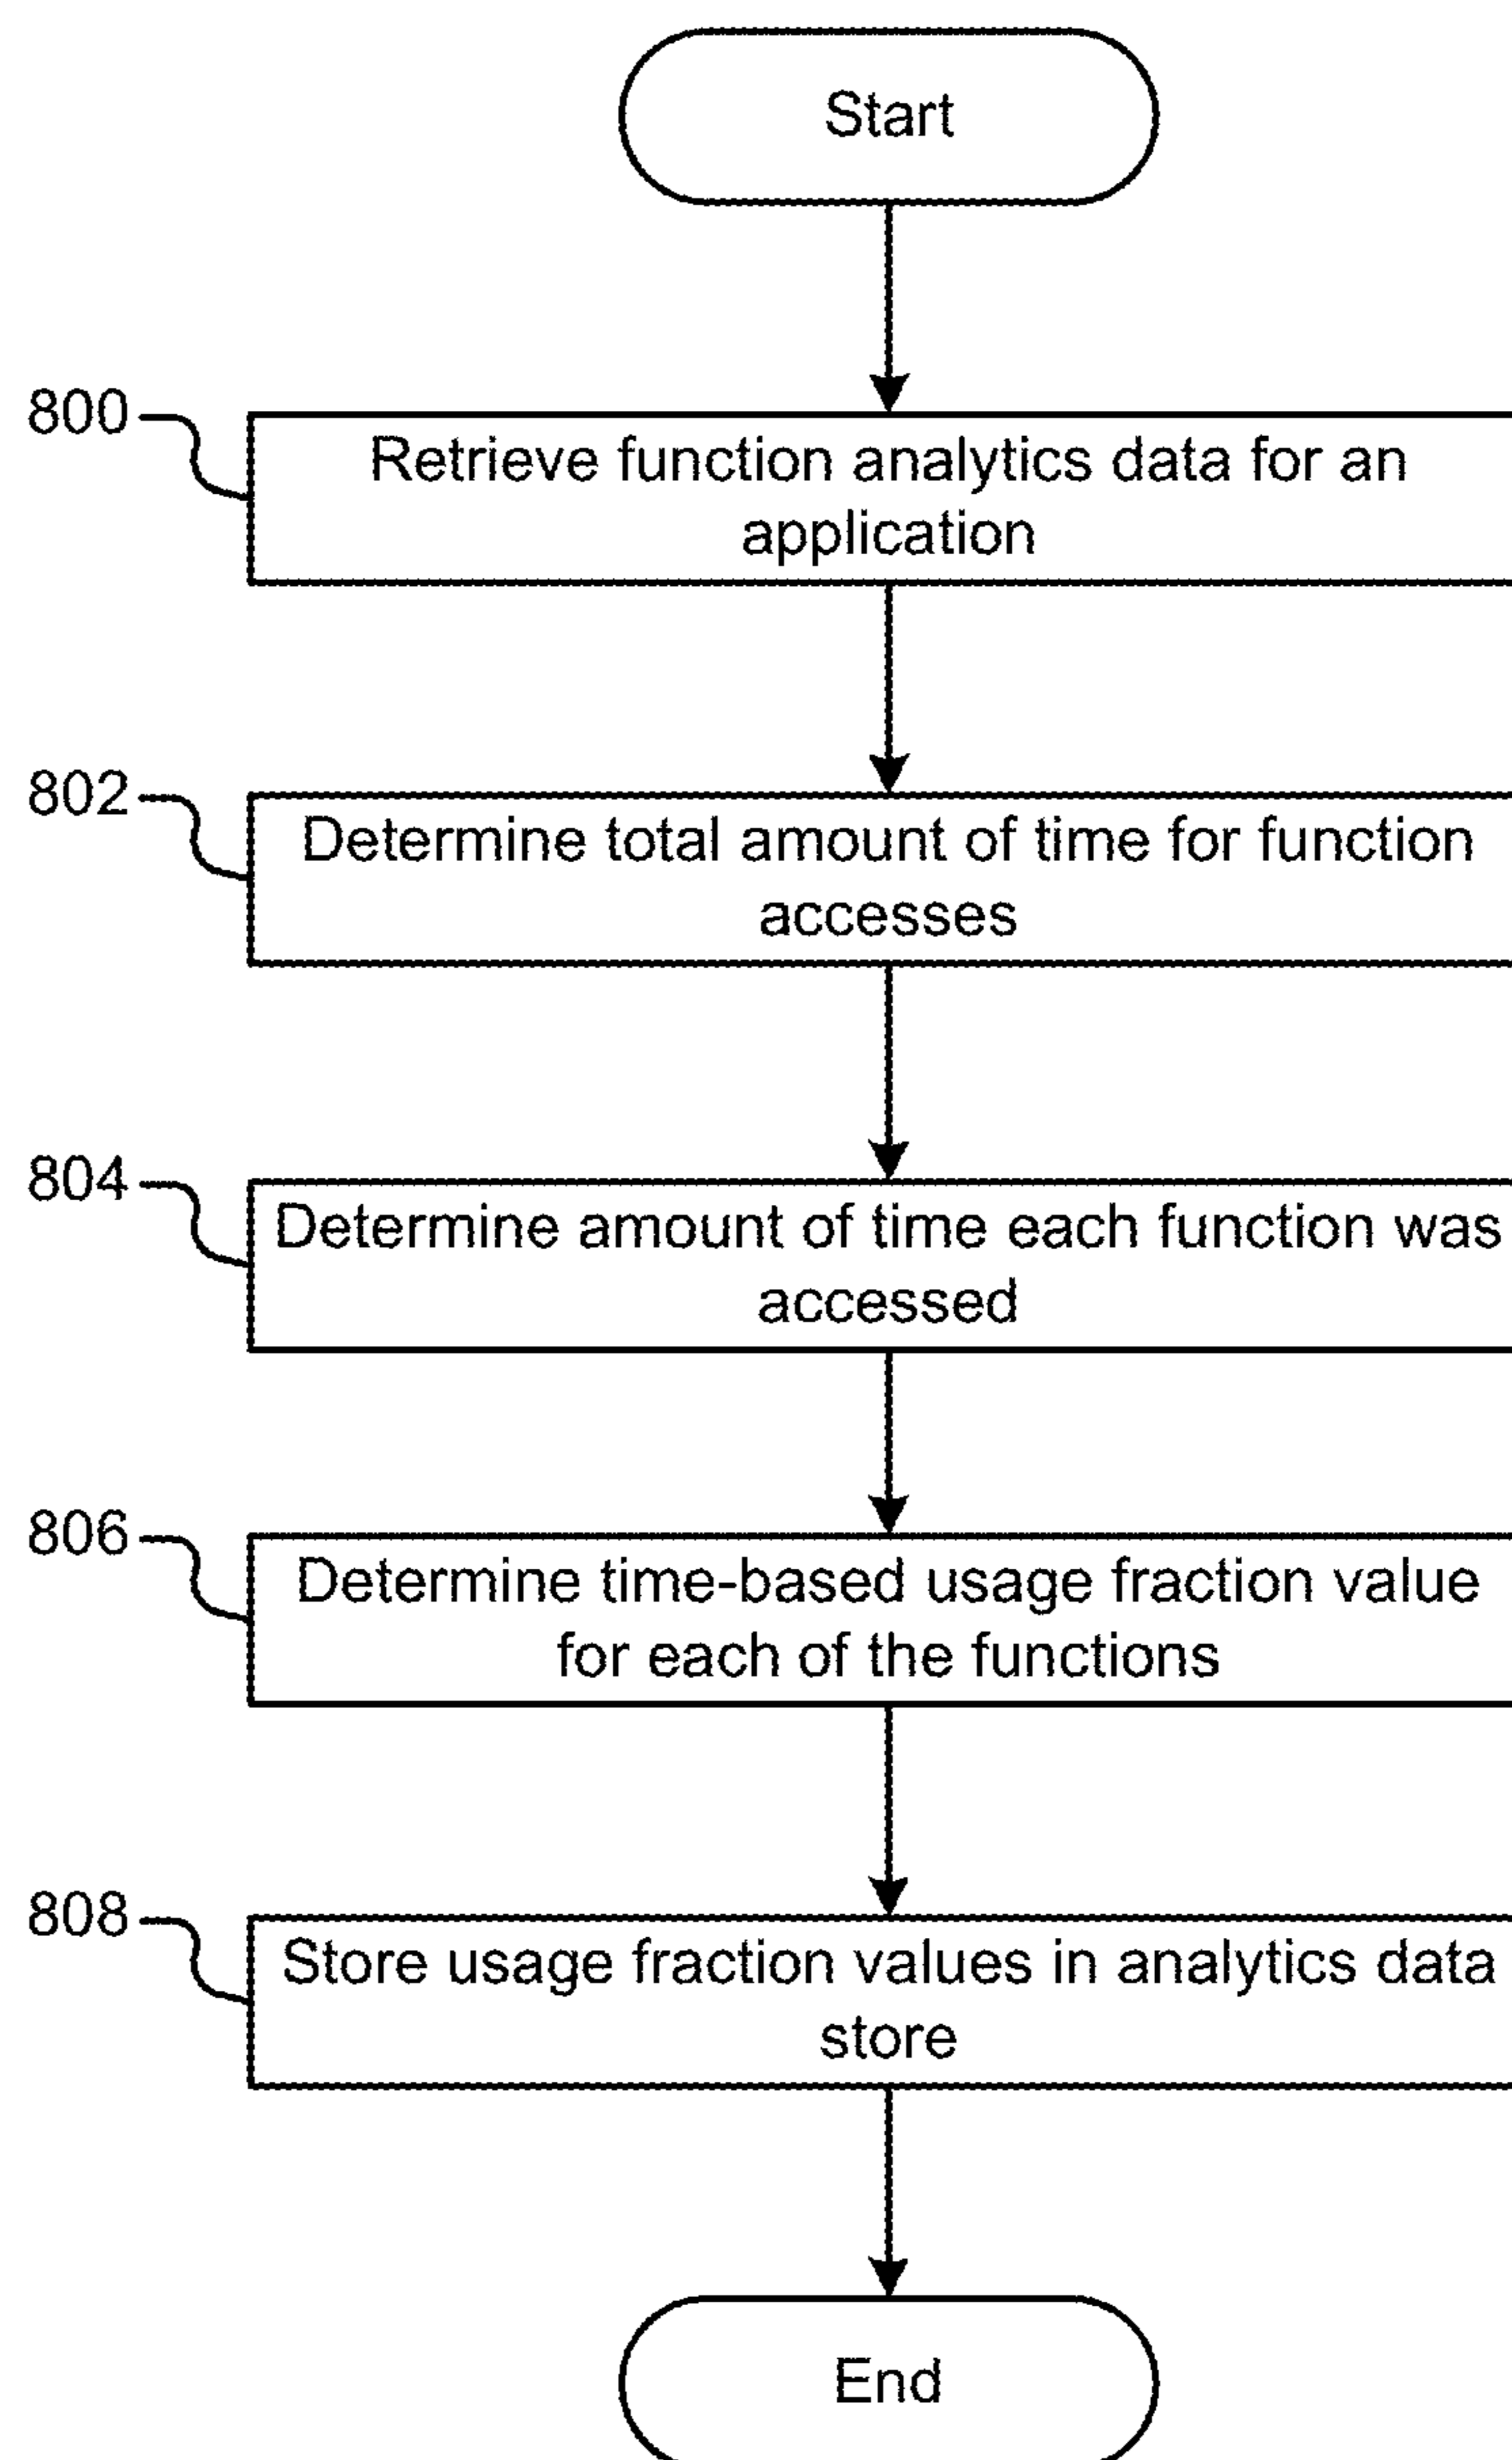 Start
800
Retrieve function analytics data for an
application
802
Determine total amount of time for function
accesses
804
Determine amount of time each function was
accessed
806
Determine time-based usage fraction value
for each of the functions
808
Store usage fraction values in analytics data
store
End